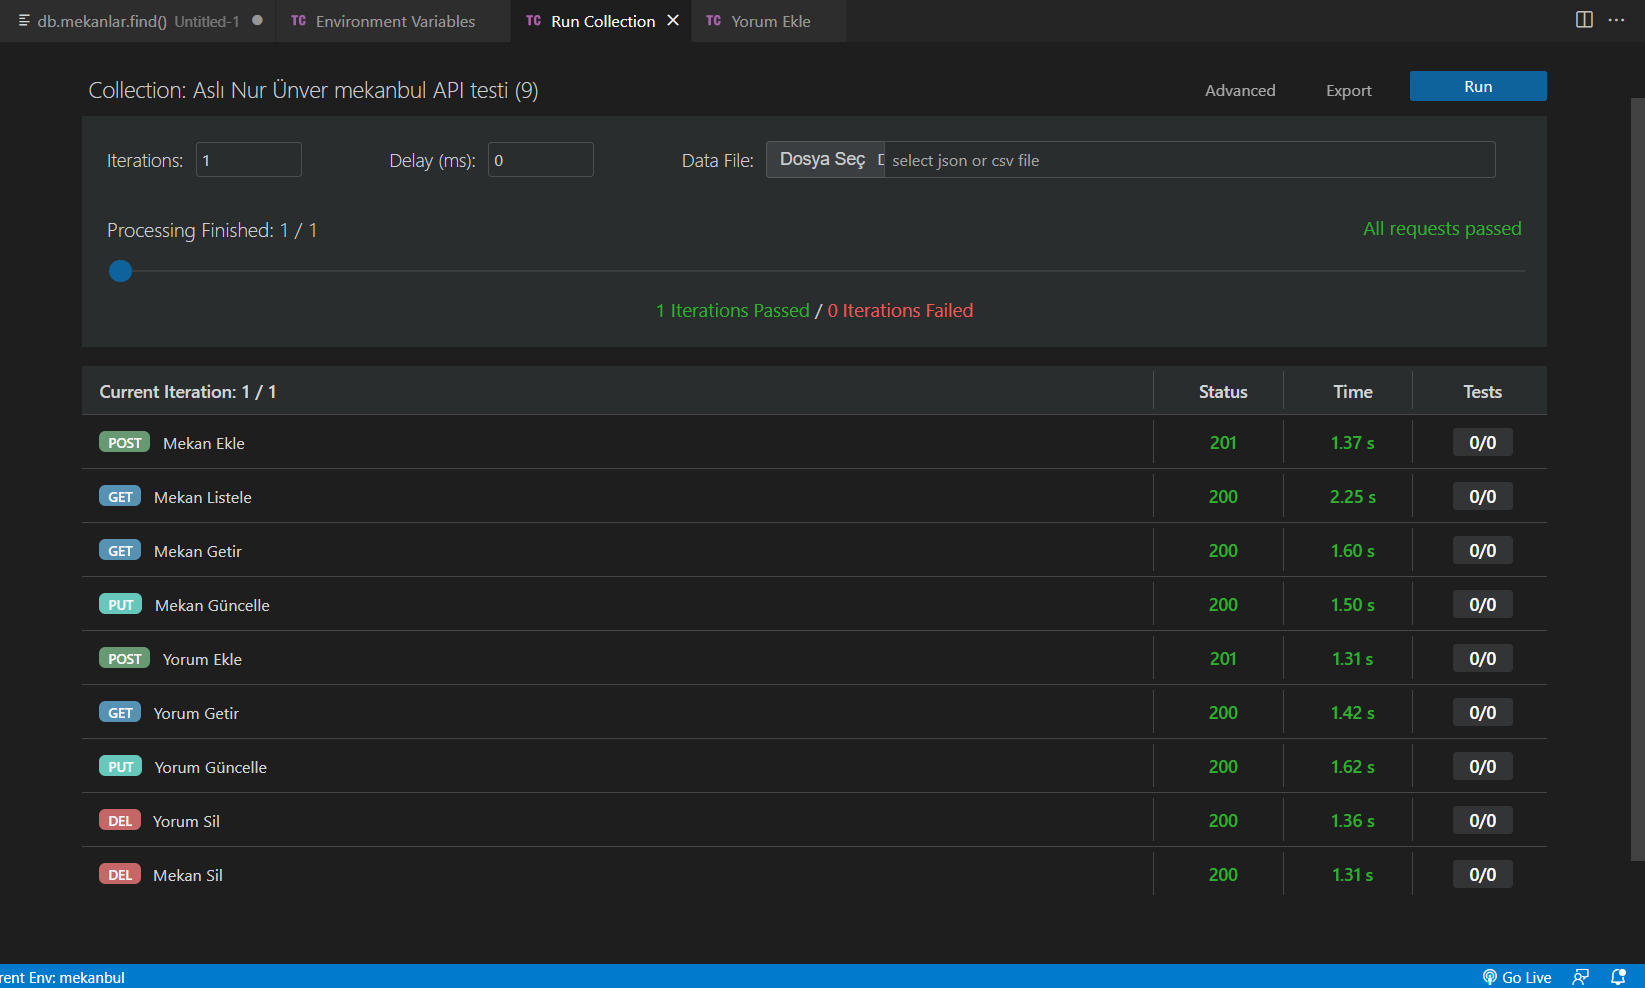 db.mekanlar.find() Untitled-1 TC Environment Variables TC Run Collection TC Yorum Ekle
Collection: Aslı Nur Ünver mekanbul API testi (9) Advanced Export Run
Iterations: 1 Delay (ms): 0 Data File: Dosya Seç select json or csv file
Processing Finished: 1 / 1 All requests passed
1 Iterations Passed / 0 Iterations Failed
Current Iteration: 1 / 1 Status Time Tests
POST Mekan Ekle 201 1.37 s 0/0
GET Mekan Listele 200 2.25 s 0/0
GET Mekan Getir 200 1.60 s 0/0
PUT Mekan Güncelle 200 1.50 s 0/0
POST Yorum Ekle 201 1.31 s 0/0
GET Yorum Getir 200 1.42 s 0/0
PUT Yorum Güncelle 200 1.62 s 0/0
DEL Yorum Sil 200 1.36 s 0/0
DEL Mekan Sil 200 1.31 s 0/0
rent Env: mekanbul Go Live